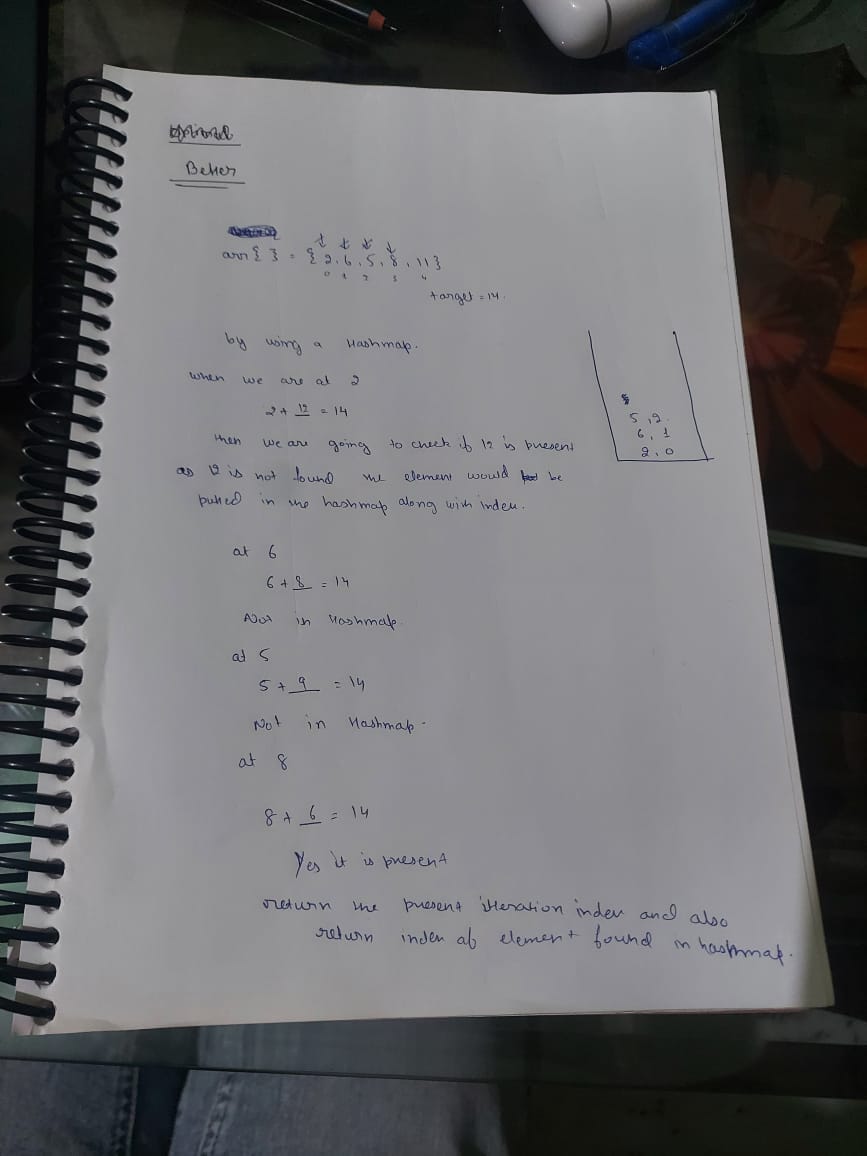 Better
arr { } = { 2, 6, 5, 8, 11 }
0 1 2 3 4
target = 14.
by using a Hashmap.
when we are at 2
2 + 12 = 14
then we are going to check if 12 is present
as 12 is not found the element would be
putted in the hashmap along with index.
5, 2
6, 1
2, 0
at 6
6 + 8 = 14
Not in Hashmap
at 5
5 + 9 = 14
Not in Hashmap.
at 8
8 + 6 = 14
Yes it is present
return the present iteration index and also
return index of element found in hashmap.